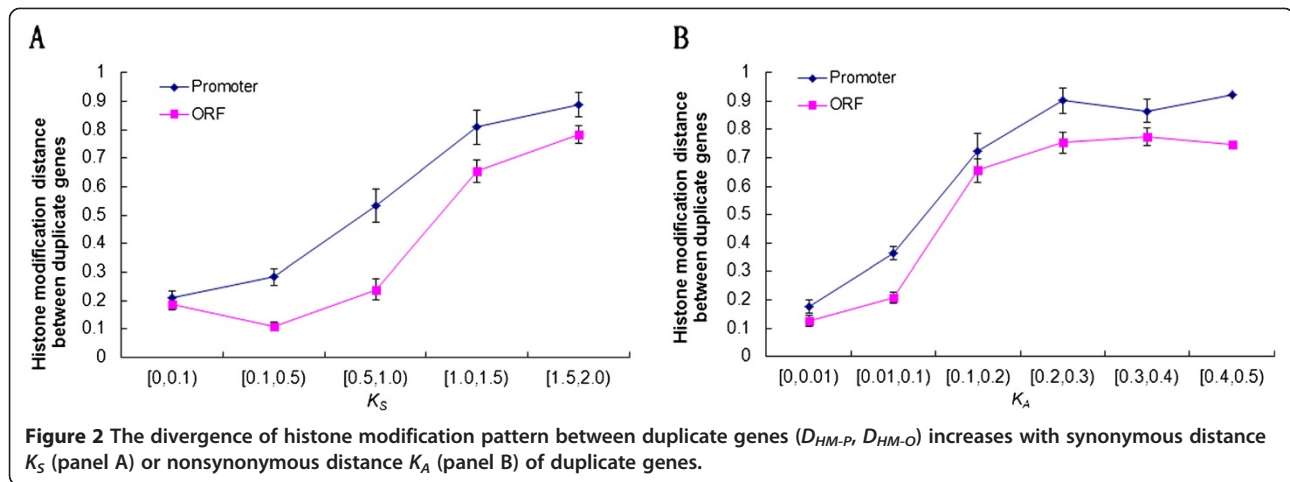 A
Promoter
ORF
Histone modification distance
between duplicate genes
1
0.9
0.8
0.7
0.6
0.5
0.4
0.3
0.2
0.1
0
[0,0.1) [0.1,0.5) [0.5,1.0) [1.0,1.5) [1.5,2.0)
KS
B
Promoter
ORF
Histone modification distance
between duplicate genes
1
0.9
0.8
0.7
0.6
0.5
0.4
0.3
0.2
0.1
0
[0,0.01) [0.01,0.1) [0.1,0.2) [0.2,0.3) [0.3,0.4) [0.4,0.5)
KA
Figure 2 The divergence of histone modification pattern between duplicate genes (DHM-P, DHM-O) increases with synonymous distance
KS (panel A) or nonsynonymous distance KA (panel B) of duplicate genes.